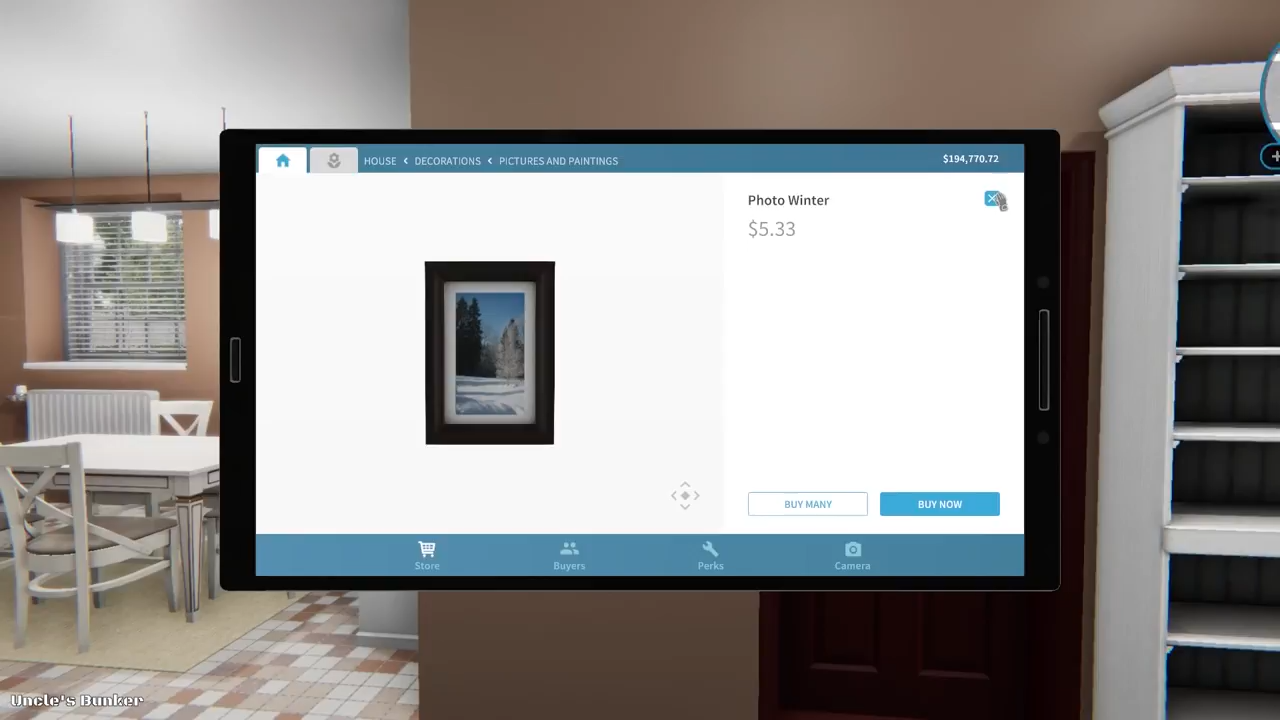 HOUSE < DECORATIONS < PICTURES AND PAINTINGS
$194,770.72
Photo Winter
$5.33
BUY MANY
BUY NOW
Store
Buyers
Perks
Camera
Uncle's Bunker